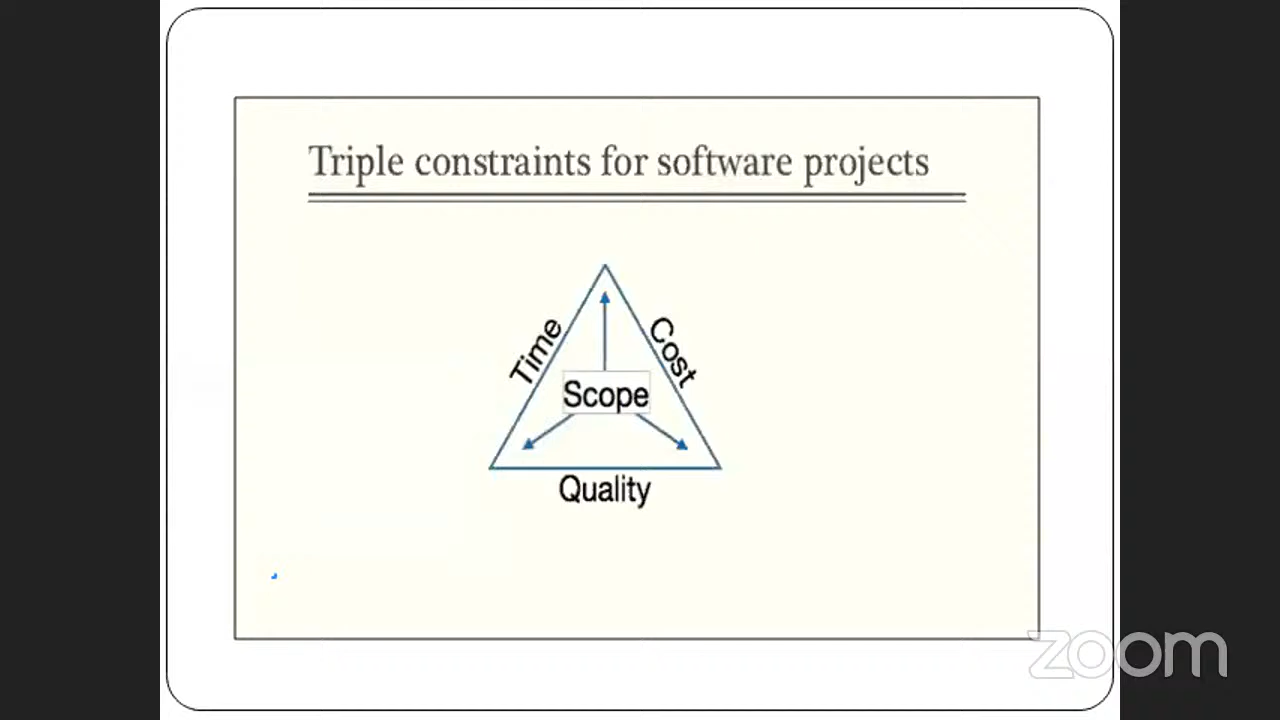 Triple constraints for software projects
Time
Cost
Scope
Quality
zoom